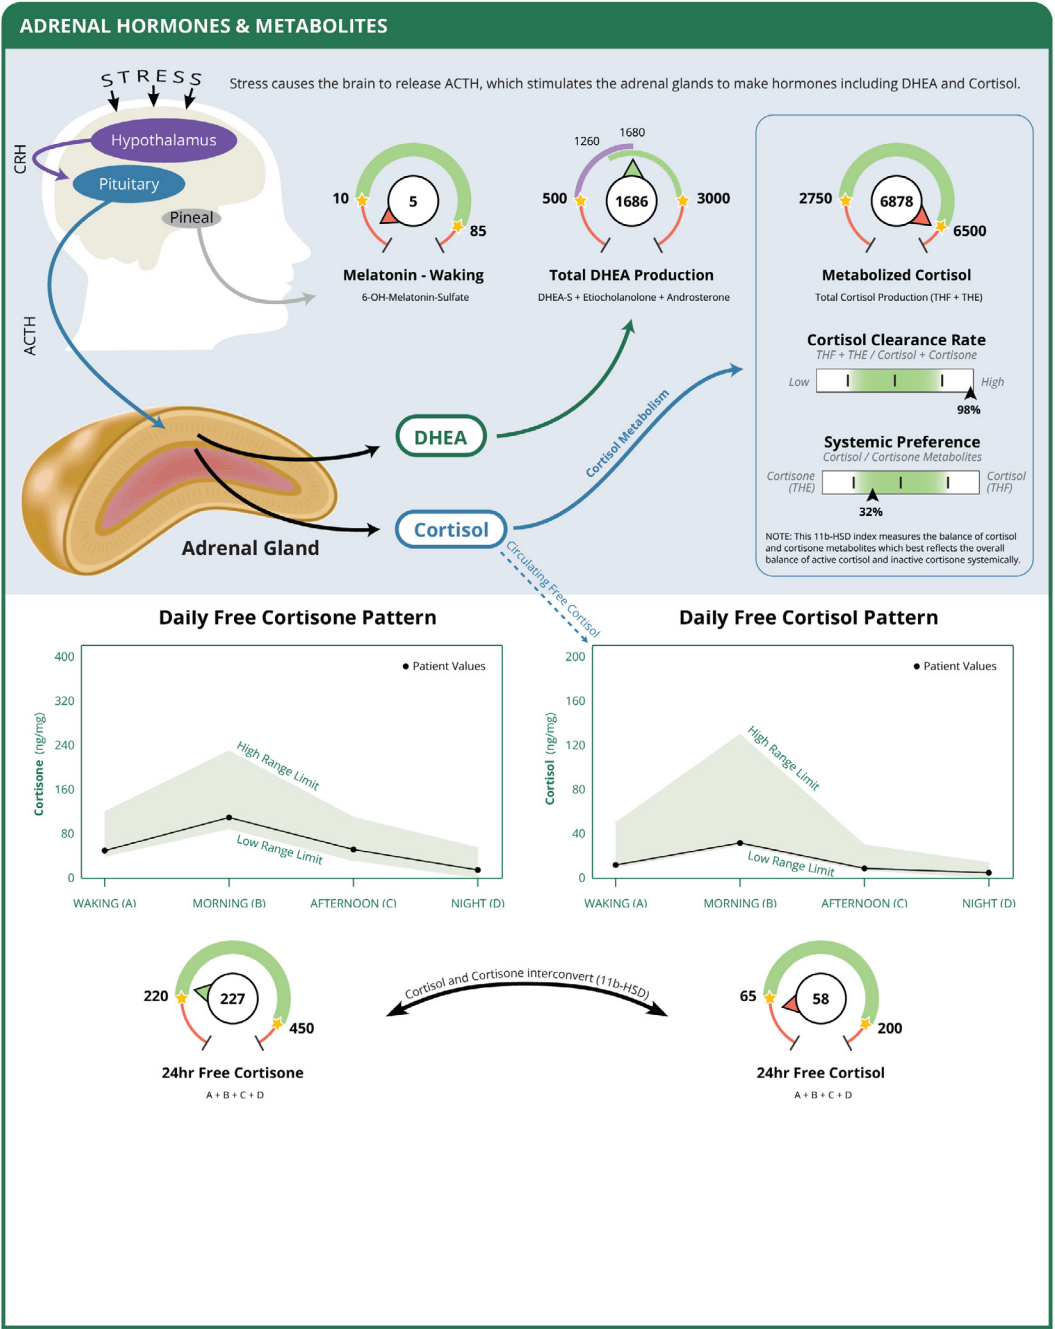 ADRENAL HORMONES & METABOLITES
STRESS
Stress causes the brain to release ACTH, which stimulates the adrenal glands to make hormones including DHEA and Cortisol.
Hypothalamus
CRH
Pituitary
Pineal
ACTH
10
5
85
Melatonin - Waking
6-OH-Melatonin-Sulfate
1260
1680
500
1686
3000
Total DHEA Production
DHEA-S + Etiocholanolone + Androsterone
2750
6878
6500
Metabolized Cortisol
Total Cortisol Production (THF + THE)
Cortisol Clearance Rate
THF + THE / Cortisol + Cortisone
Low
High
98%
Systemic Preference
Cortisol / Cortisone Metabolites
Cortisone
(THE)
Cortisol
(THF)
32%
NOTE: This 11b-HSD index measures the balance of cortisol
and cortisone metabolites which best reflects the overall
balance of active cortisol and inactive cortisone systemically.
DHEA
Cortisol Metabolism
Cortisol
Adrenal Gland
Circulating Free Cortisol
Daily Free Cortisone Pattern
400
320
240
160
80
0
Cortisone (ng/mg)
Patient Values
High Range Limit
Low Range Limit
WAKING (A)
MORNING (B)
AFTERNOON (C)
NIGHT (D)
Daily Free Cortisol Pattern
200
160
120
80
40
0
Cortisol (ng/mg)
Patient Values
High Range Limit
Low Range Limit
WAKING (A)
MORNING (B)
AFTERNOON (C)
NIGHT (D)
220
227
450
24hr Free Cortisone
A + B + C + D
Cortisol and Cortisone interconvert (11b-HSD)
65
58
200
24hr Free Cortisol
A + B + C + D